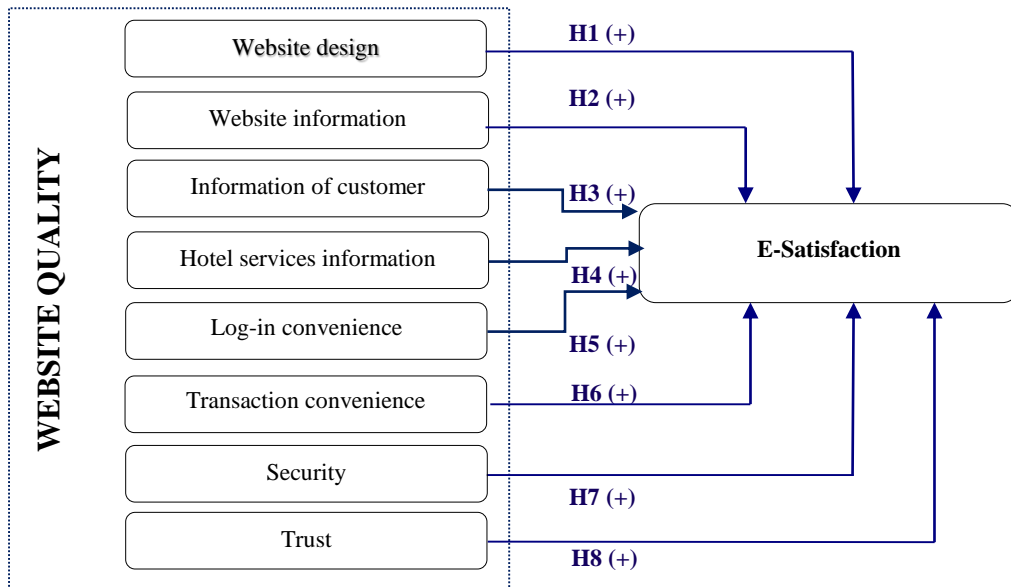 WEBSITE QUALITY
Website design
H1 (+)
Website information
H2 (+)
Information of customer
H3 (+)
Hotel services information
H4 (+)
E-Satisfaction
Log-in convenience
H5 (+)
Transaction convenience
H6 (+)
Security
H7 (+)
Trust
H8 (+)